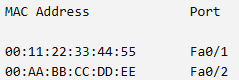 MAC Address Port
00:11:22:33:44:55 Fa0/1
00:AA:BB:CC:DD:EE Fa0/2